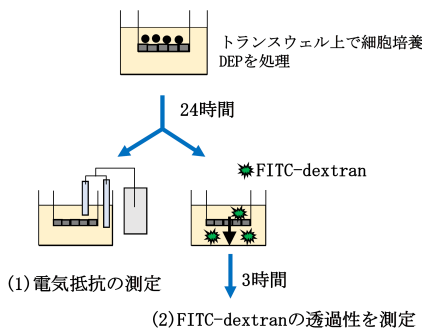 トランスウェル上で細胞培養
DEPを処理
24時間
FITC-dextran
(1)電気抵抗の測定
3時間
(2)FITC-dextranの透過性を測定